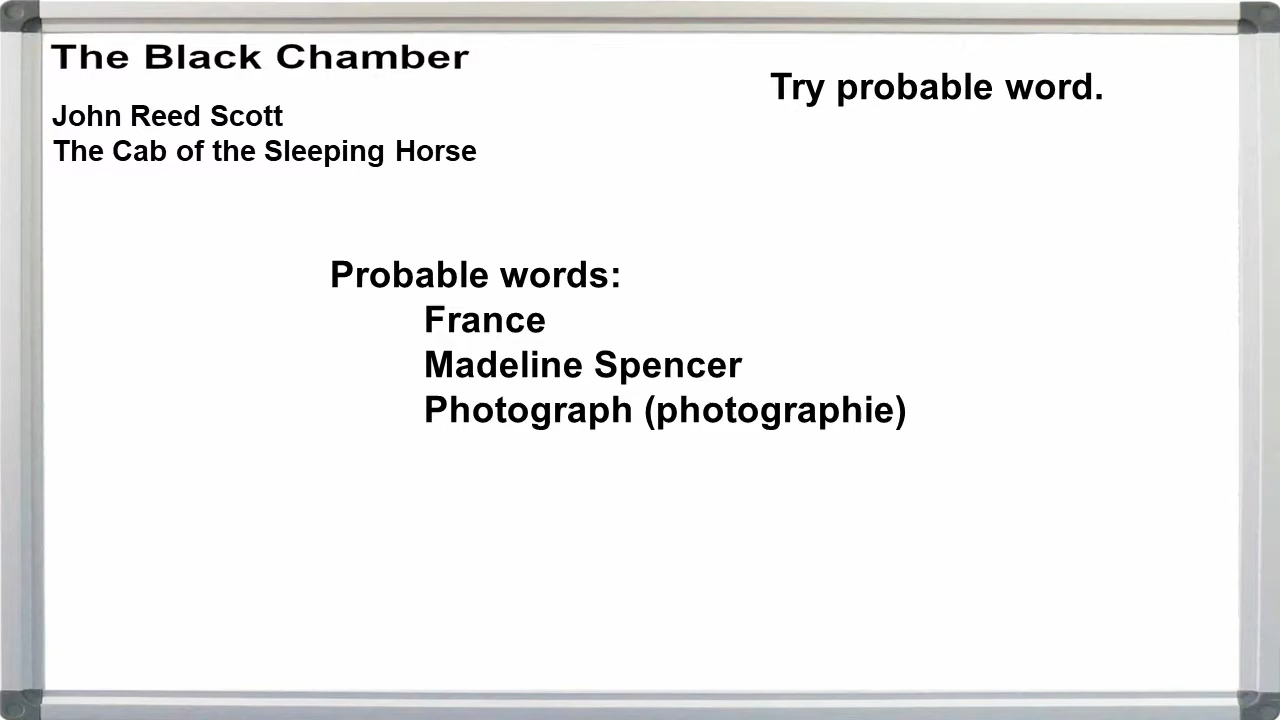 The Black Chamber
Try probable word.
John Reed Scott
The Cab of the Sleeping Horse
Probable words:
France
Madeline Spencer
Photograph (photographie)